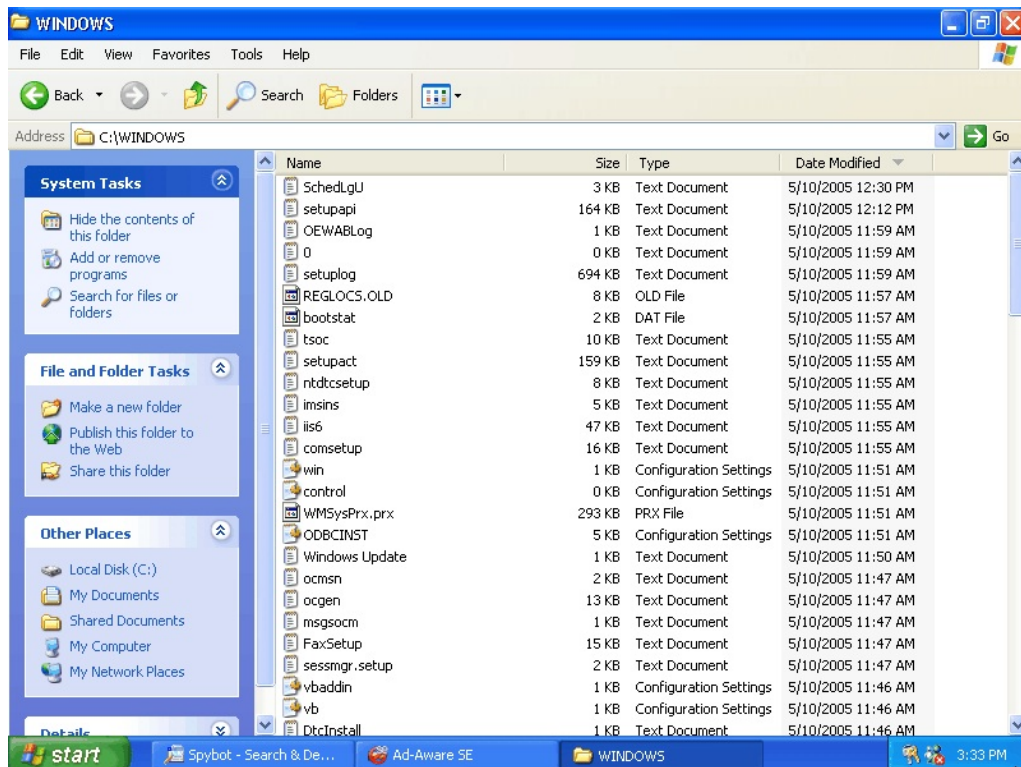 WINDOWS
File Edit View Favorites Tools Help
Back Search Folders
Address C:\WINDOWS Go
System Tasks
Hide the contents of
this folder
Add or remove
programs
Search for files or
folders
File and Folder Tasks
Make a new folder
Publish this folder to
the Web
Share this folder
Other Places
Local Disk (C:)
My Documents
Shared Documents
My Computer
My Network Places
Details
Name Size Type Date Modified
SchedLgU 3 KB Text Document 5/10/2005 12:30 PM
setupapi 164 KB Text Document 5/10/2005 12:12 PM
OEWABLog 1 KB Text Document 5/10/2005 11:59 AM
0 0 KB Text Document 5/10/2005 11:59 AM
setuplog 694 KB Text Document 5/10/2005 11:59 AM
REGLOCS.OLD 8 KB OLD File 5/10/2005 11:57 AM
bootstat 2 KB DAT File 5/10/2005 11:57 AM
tsoc 10 KB Text Document 5/10/2005 11:55 AM
setupact 159 KB Text Document 5/10/2005 11:55 AM
ntdtcsetup 8 KB Text Document 5/10/2005 11:55 AM
imsins 5 KB Text Document 5/10/2005 11:55 AM
iis6 47 KB Text Document 5/10/2005 11:55 AM
comsetup 16 KB Text Document 5/10/2005 11:55 AM
win 1 KB Configuration Settings 5/10/2005 11:51 AM
control 0 KB Configuration Settings 5/10/2005 11:51 AM
WMSysPrx.prx 293 KB PRX File 5/10/2005 11:51 AM
ODBCINST 5 KB Configuration Settings 5/10/2005 11:51 AM
Windows Update 1 KB Text Document 5/10/2005 11:50 AM
ocmsn 2 KB Text Document 5/10/2005 11:47 AM
ocgen 13 KB Text Document 5/10/2005 11:47 AM
msgsocm 1 KB Text Document 5/10/2005 11:47 AM
FaxSetup 15 KB Text Document 5/10/2005 11:47 AM
sessmgr.setup 2 KB Text Document 5/10/2005 11:47 AM
vbaddin 1 KB Configuration Settings 5/10/2005 11:46 AM
vb 1 KB Configuration Settings 5/10/2005 11:46 AM
DtcInstall 1 KB Text Document 5/10/2005 11:46 AM
start Spybot - Search & De... Ad-Aware SE WINDOWS 3:33 PM